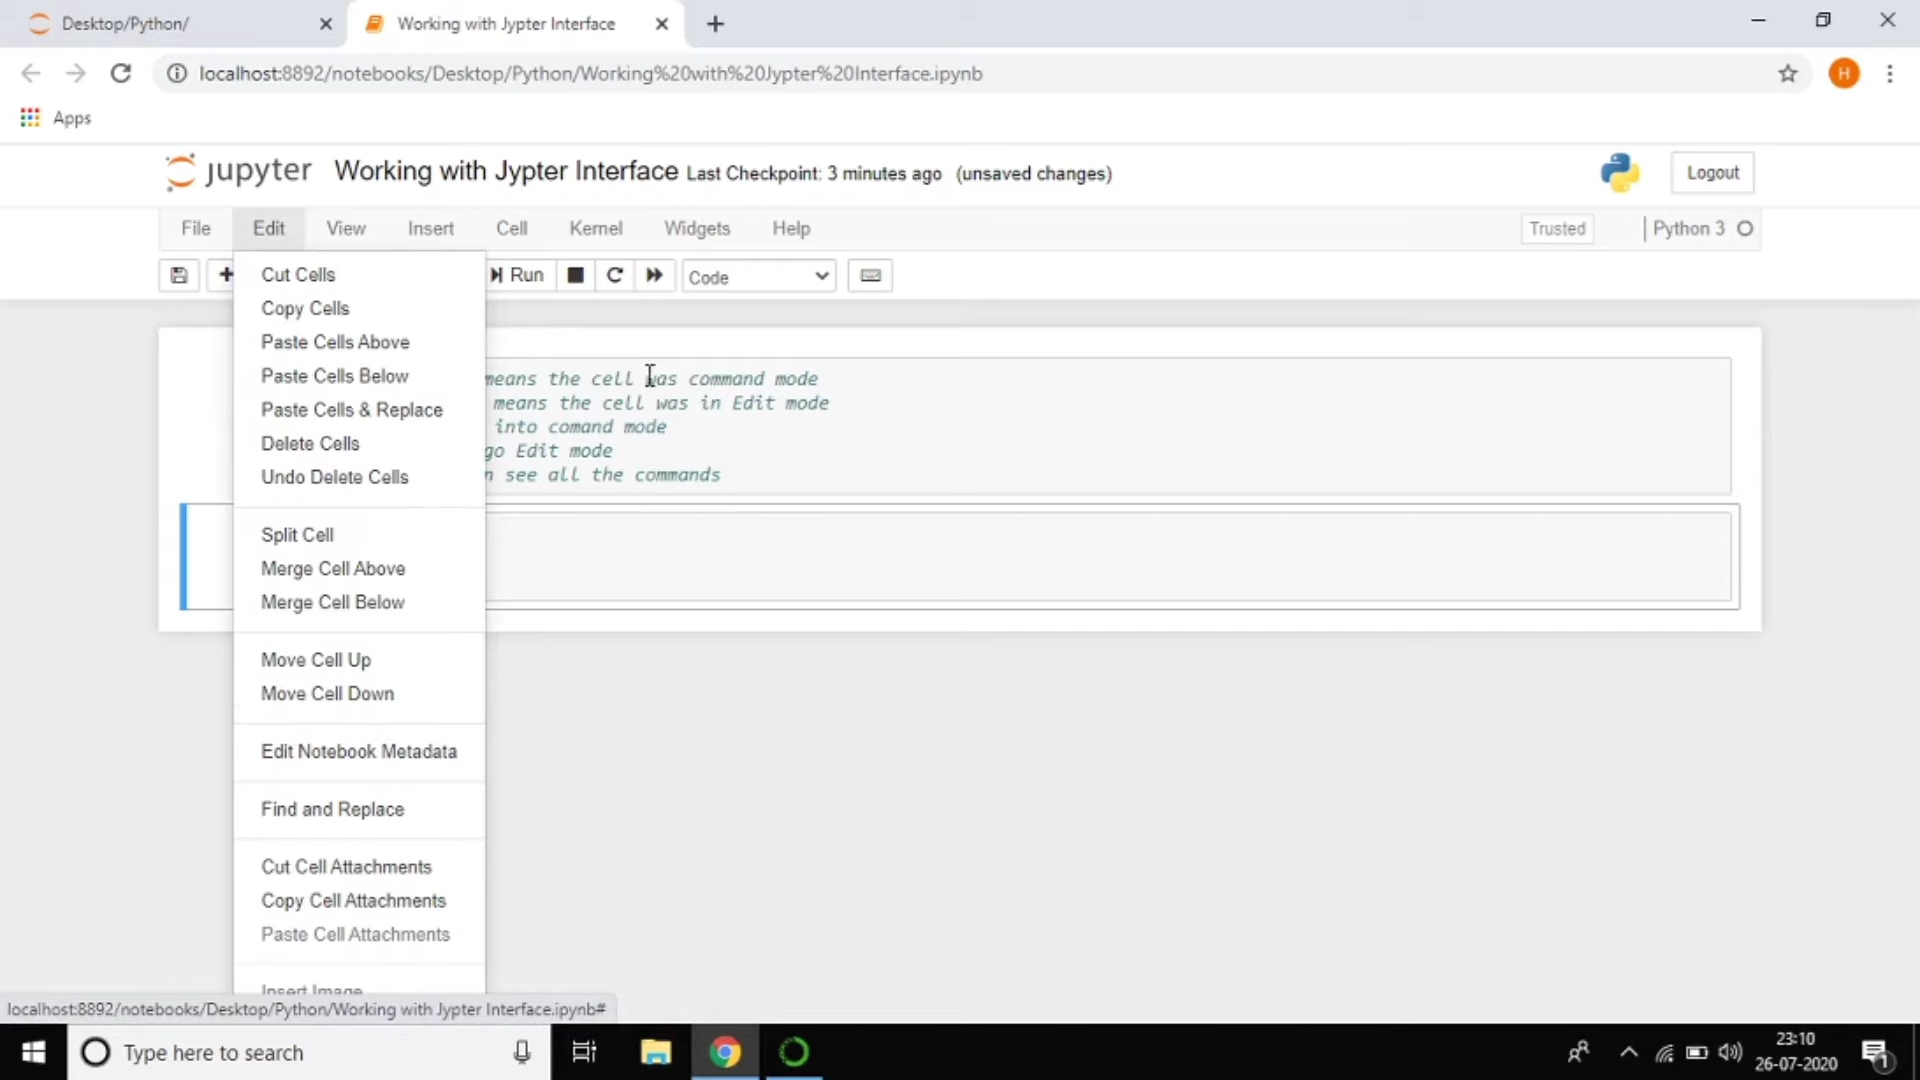 Desktop/Python/
Working with Jypter Interface
localhost:8892/notebooks/Desktop/Python/Working%20with%20Jypter%20Interface.ipynb
H
Apps
jupyter Working with Jypter Interface Last Checkpoint: 3 minutes ago (unsaved changes)
Logout
File Edit View Insert Cell Kernel Widgets Help
Trusted
Python 3
Run
Code
Cut Cells
Copy Cells
Paste Cells Above
Paste Cells Below
Paste Cells & Replace
Delete Cells
Undo Delete Cells
Split Cell
Merge Cell Above
Merge Cell Below
Move Cell Up
Move Cell Down
Edit Notebook Metadata
Find and Replace
Cut Cell Attachments
Copy Cell Attachments
Paste Cell Attachments
Insert Image
means the cell was command mode
means the cell was in Edit mode
into comand mode
go Edit mode
n see all the commands
localhost:8892/notebooks/Desktop/Python/Working with Jypter Interface.ipynb#
Type here to search
23:10
26-07-2020
1